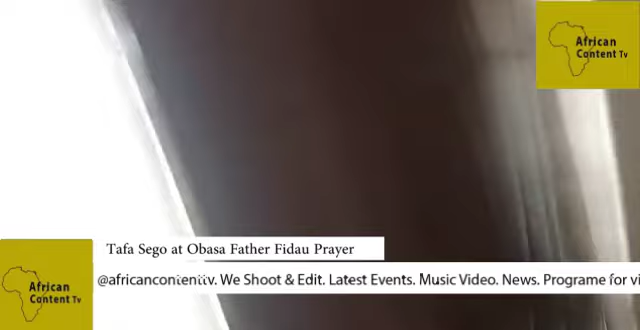 African
Content Tv
Tafa Sego at Obasa Father Fidau Prayer
African
Content Tv
@africancontenttv. We Shoot & Edit. Latest Events. Music Video. News. Programe for vi